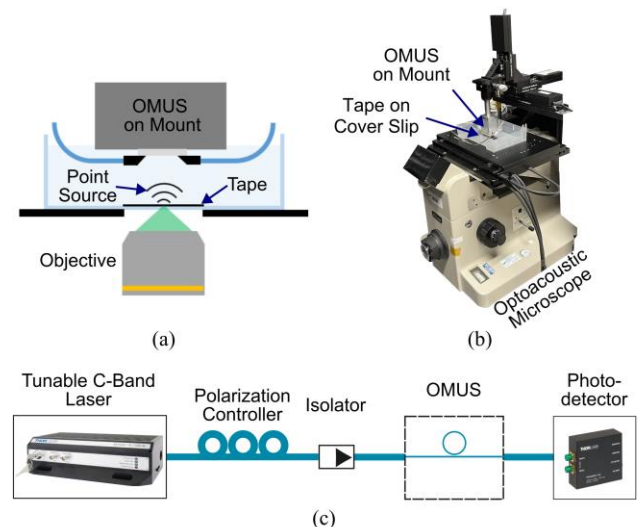 OMUS
on Mount
Point
Source
Tape
Objective
(a)
OMUS
on Mount
Tape on
Cover Slip
Optoacoustic
Microscope
(b)
Tunable C-Band
Laser
Polarization
Controller
Isolator
OMUS
Photo-
detector
(c)